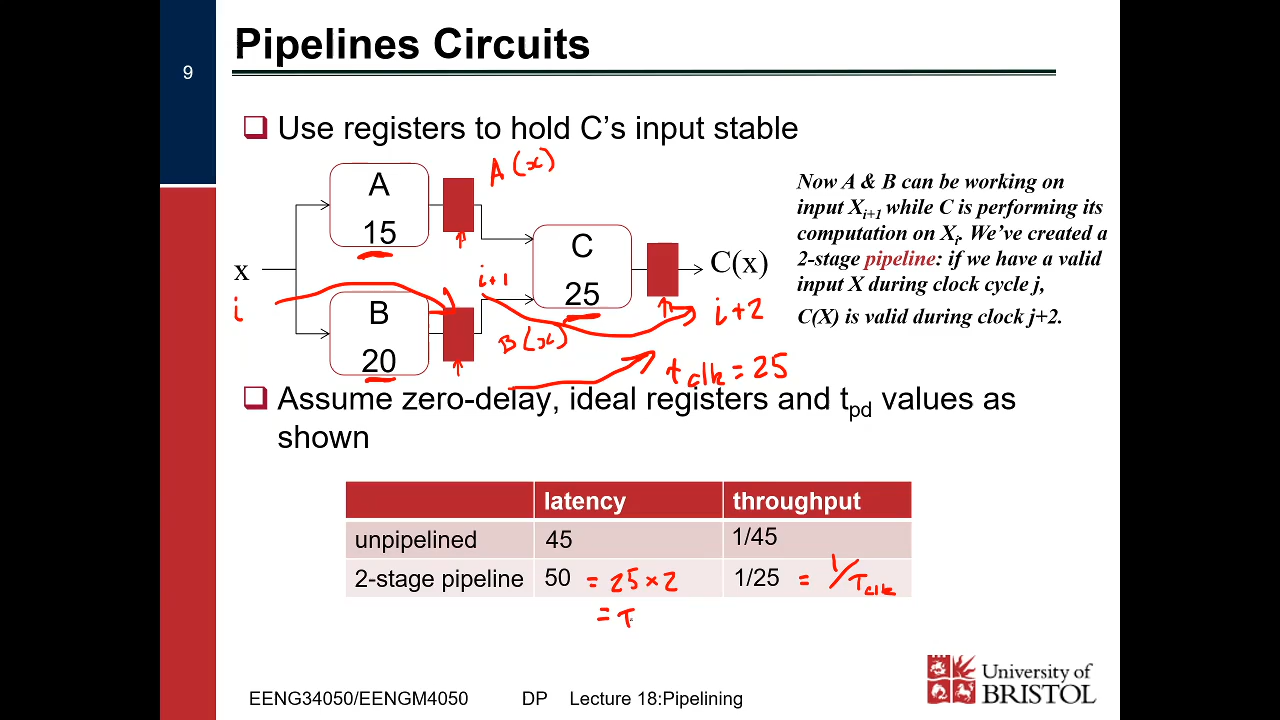 Pipelines Circuits
9
Use registers to hold C's input stable
A(x)
A
15
x
i
B
20
i+1
B(x)
C
25
C(x)
i+2
t clk = 25
Now A & B can be working on
input Xi+1 while C is performing its
computation on Xi. We've created a
2-stage pipeline: if we have a valid
input X during clock cycle j,
C(X) is valid during clock j+2.
Assume zero-delay, ideal registers and tpd values as
shown
latency throughput
unpipelined 45 1/45
2-stage pipeline 50 = 25 × 2 1/25 = 1/Tclk
= T
EENG34050/EENGM4050 DP Lecture 18:Pipelining
University of
BRISTOL